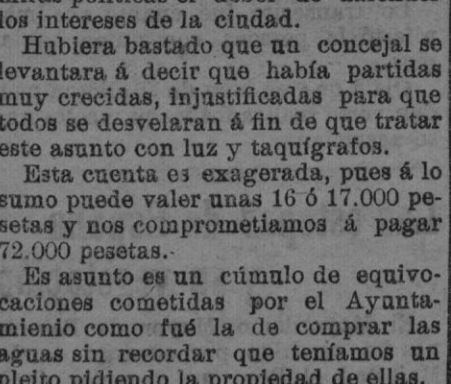 los intereses de la ciudad.
Hubiera bastado que un concejal se
levantara á decir que había partidas
muy crecidas, injustificadas para que
todos se desvelaran á fin de que tratar
este asunto con luz y taquígrafos.
Esta cuenta es exagerada, pues á lo
sumo puede valer unas 16 ó 17.000 pe-
setas y nos comprometiamos á pagar
72.000 pesetas.-
Es asunto es un cúmulo de equivo-
caciones cometidas por el Ayunta-
mienio como fué la de comprar las
aguas sin recordar que teníamos un
pleito pidiendo la propiedad de ellas.